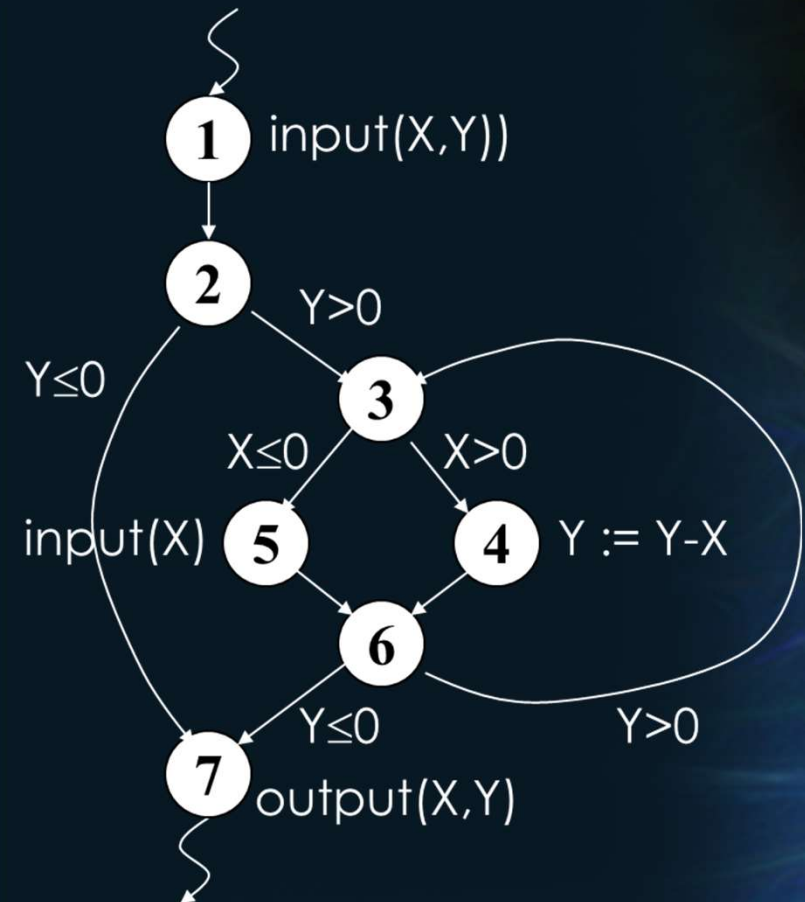 1 input(X,Y))
2
Y>0
Y≤0
3
X≤0 X>0
input(X) 5 4 Y := Y-X
6
Y≤0 Y>0
7 output(X,Y)